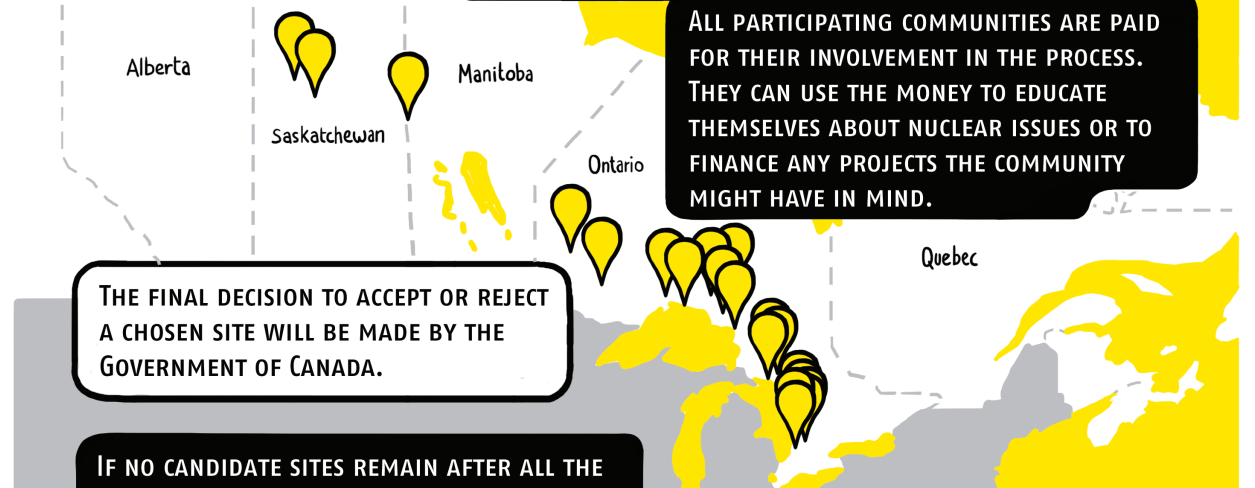 All participating communities are paid
for their involvement in the process.
They can use the money to educate
themselves about nuclear issues or to
finance any projects the community
might have in mind.
Alberta
Manitoba
Saskatchewan
Ontario
Quebec
The final decision to accept or reject
a chosen site will be made by the
Government of Canada.
If no candidate sites remain after all the